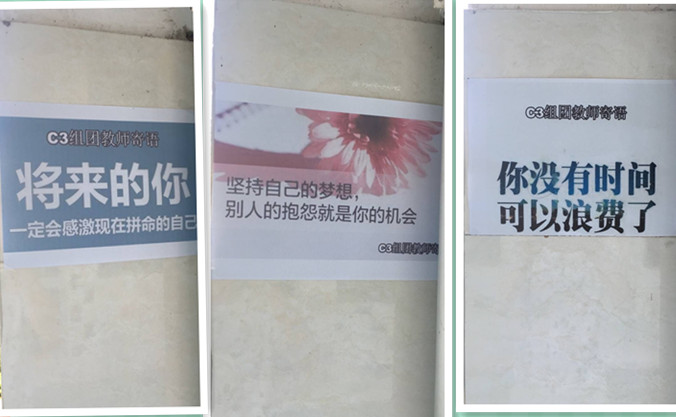 C3组团教师寄语
将来的你
一定会感激现在拼命的自己
坚持自己的梦想，
别人的抱怨就是你的机会
C3组团教师寄
C3组团教师寄语
你没有时间
可以浪费了